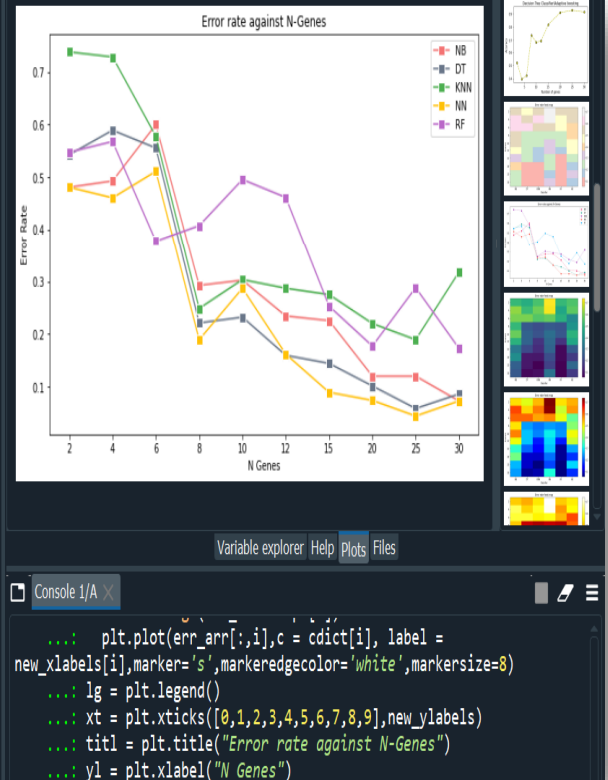 Error rate against N-Genes
NB
DT
KNN
NN
RF
Error Rate
0.7
0.6
0.5
0.4
0.3
0.2
0.1
2 4 6 8 10 12 15 20 25 30
N Genes
Variable explorer Help Plots Files
Console 1/A
...: plt.plot(err_arr[:,i],c = cdict[i], label =
new_xlabels[i],marker='s',markeredgecolor='white',markersize=8)
...: lg = plt.legend()
...: xt = plt.xticks([0,1,2,3,4,5,6,7,8,9],new_ylabels)
...: titl = plt.title("Error rate against N-Genes")
...: yl = plt.xlabel("N Genes")